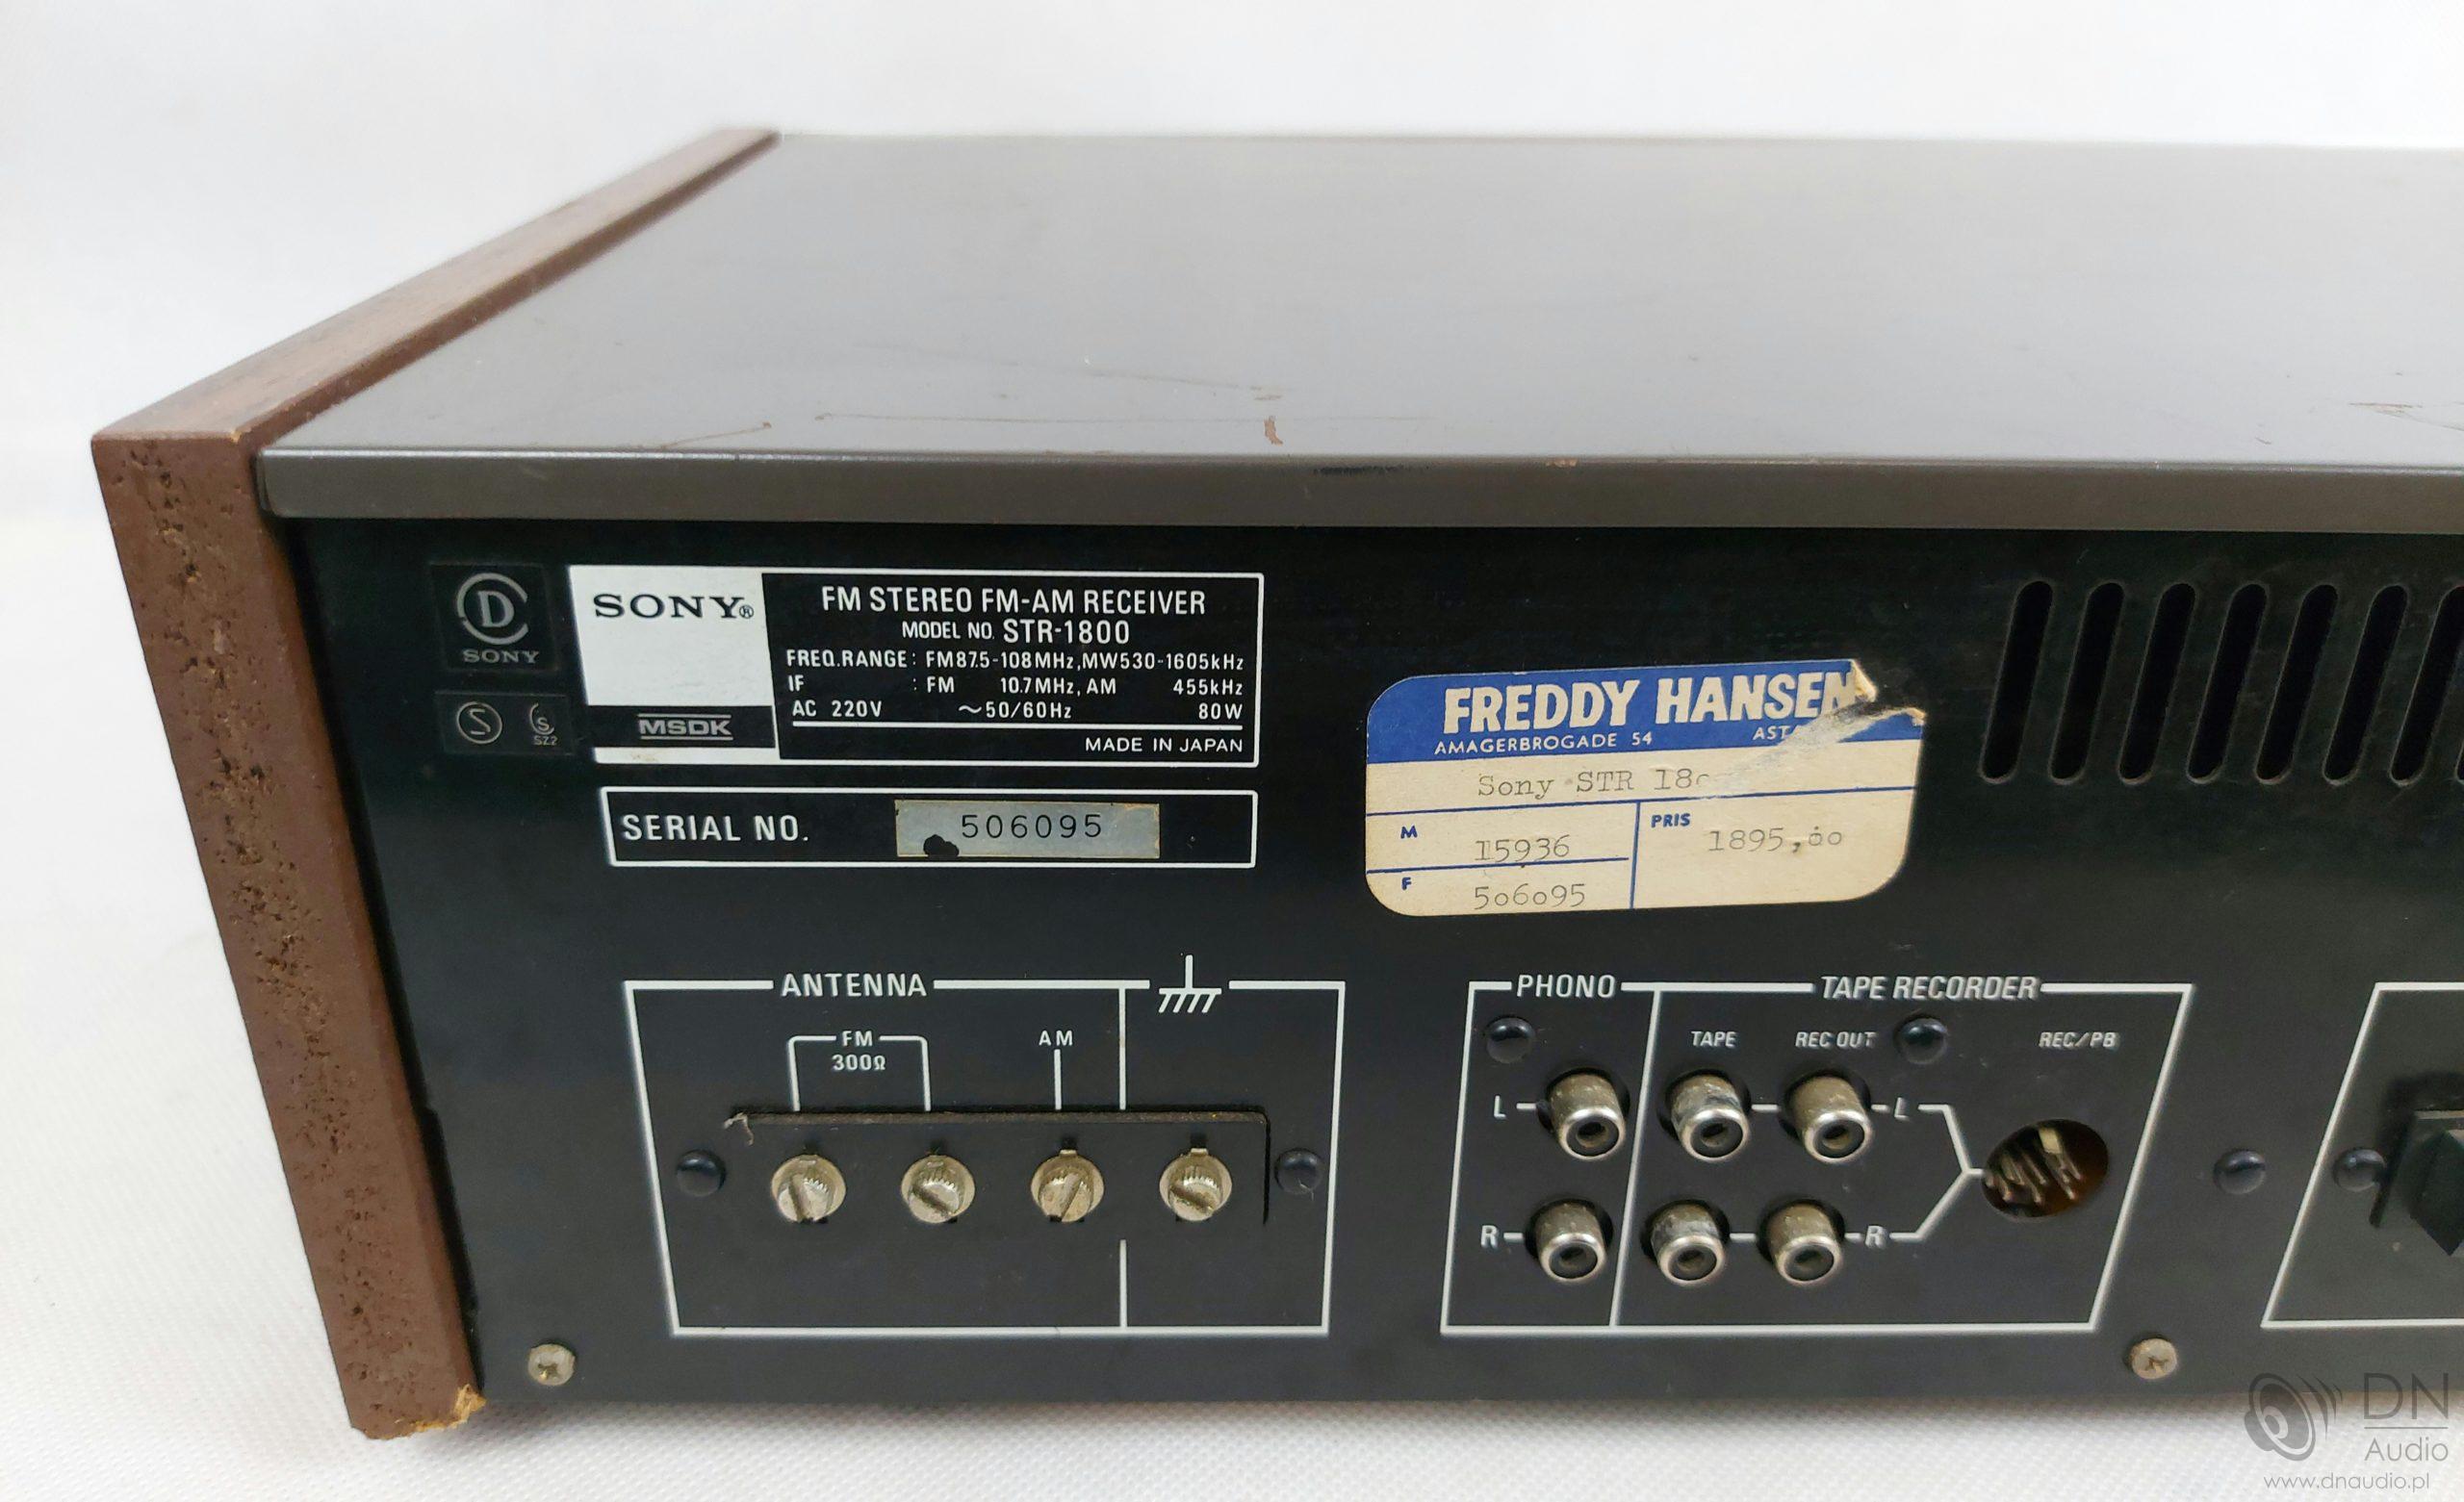 D
SONY
S
S
SZ2
SONY®
MSDK
FM STEREO FM-AM RECEIVER
MODEL NO. STR-1800
FREQ.RANGE : FM87.5-108MHz,MW530-1605kHz
IF : FM 10.7MHz, AM 455kHz
AC 220V ~50/60Hz 80W
MADE IN JAPAN
SERIAL NO. 506095
FREDDY HANSEN
AMAGERBROGADE 54
Sony STR
M 15936
PRIS 1895,00
F 506095
ANTENNA
FM
300Ω
AM
PHONO
TAPE RECORDER
TAPE
REC OUT
REC/PB
L
L
R
R
DN
Audio
www.dnaudio.pl